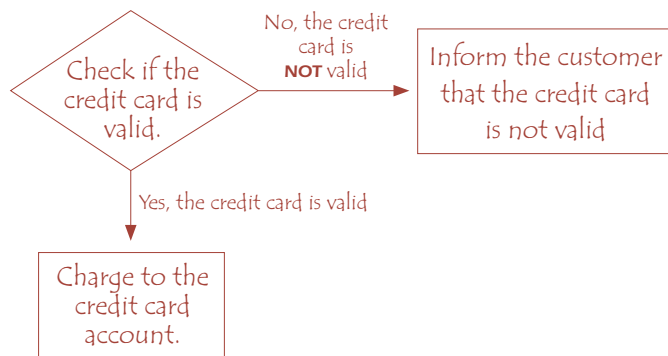 No, the credit
card is
NOT valid
Check if the
credit card is
valid.
Inform the customer
that the credit card
is not valid
Yes, the credit card is valid
Charge to the
credit card
account.